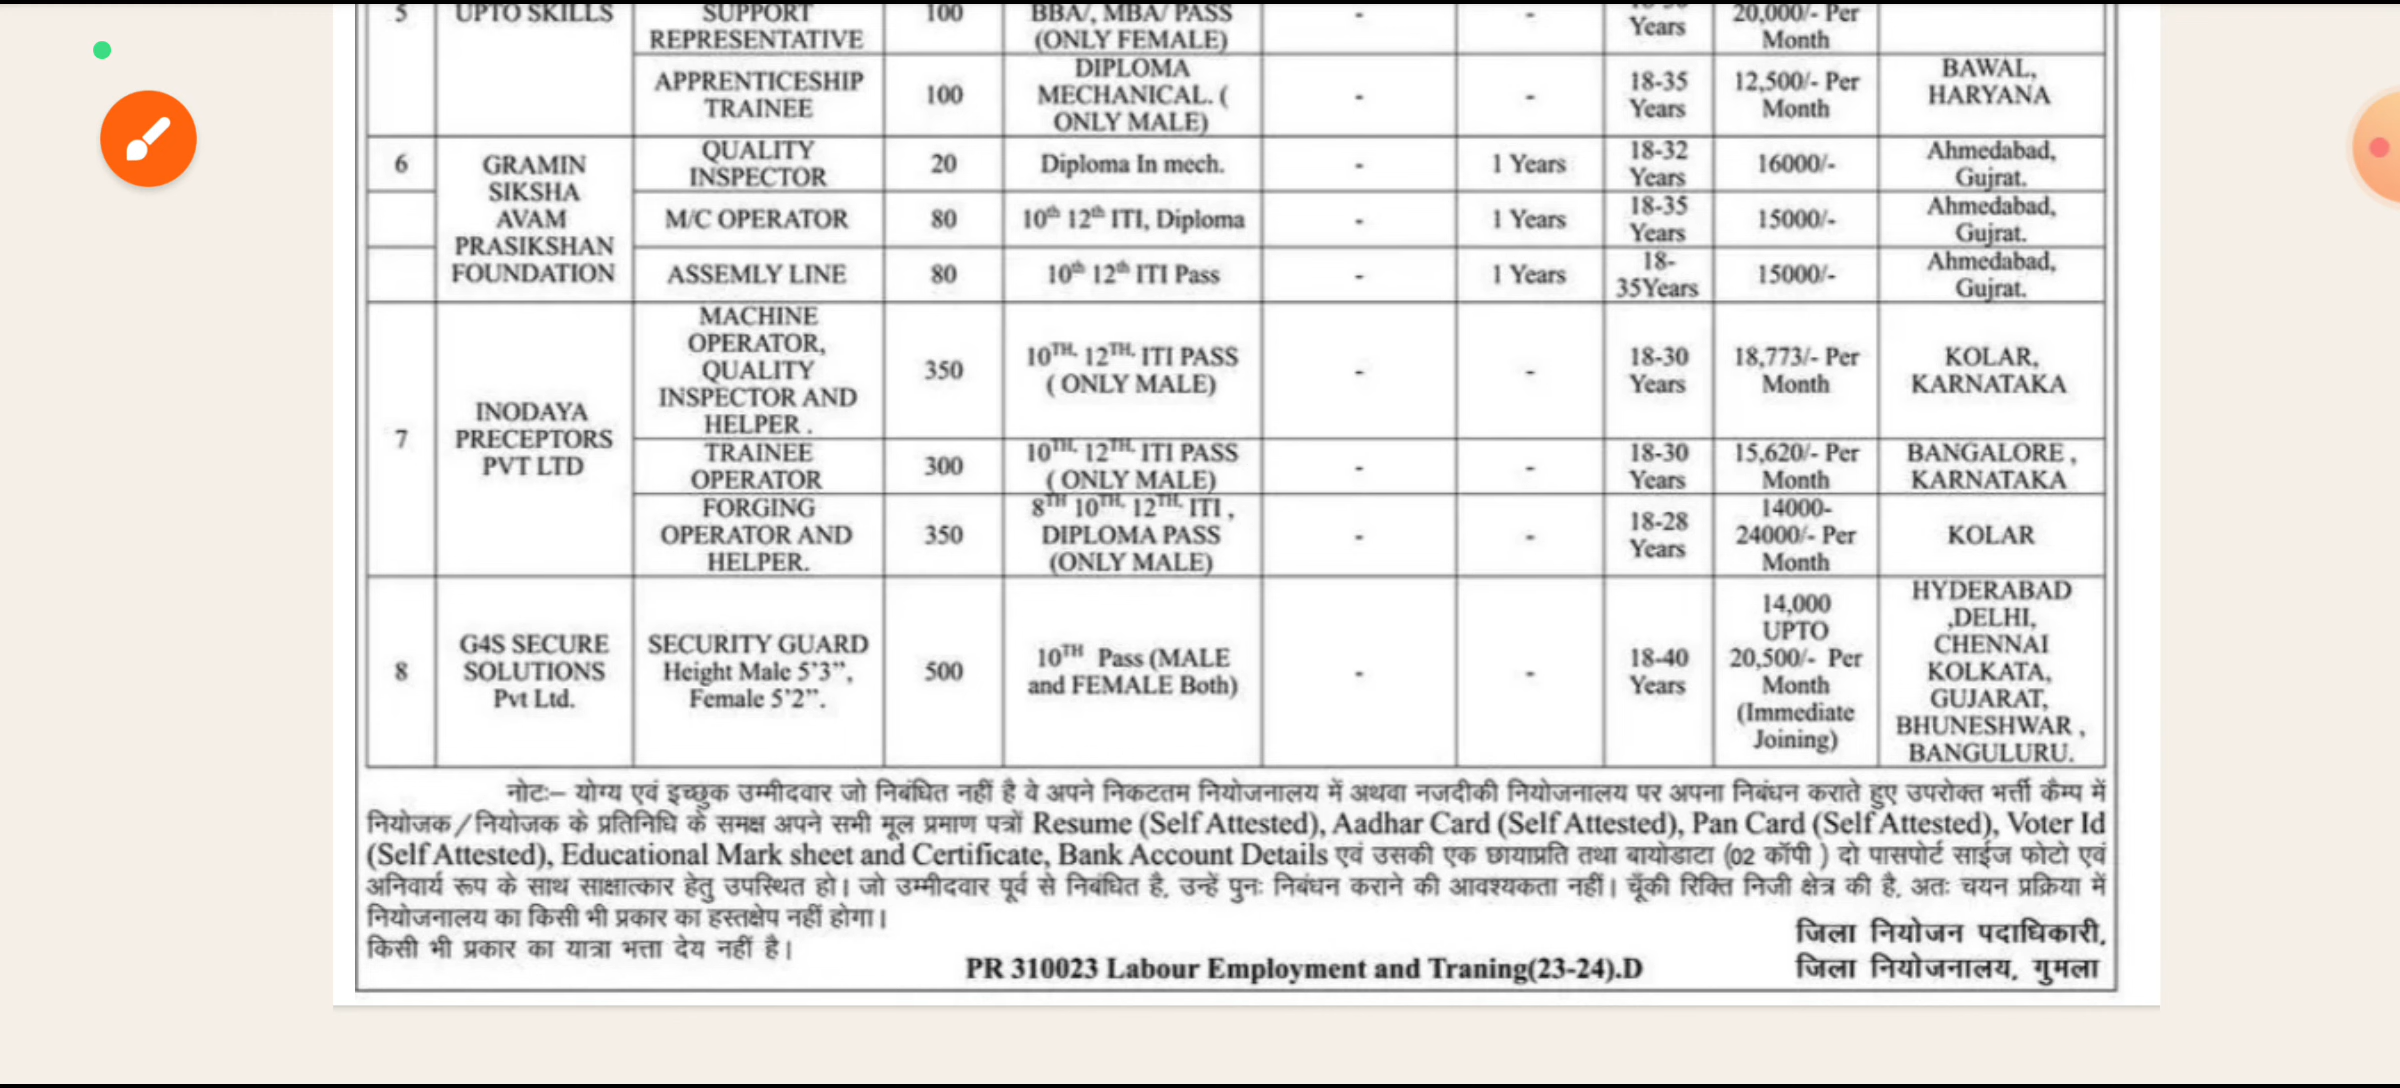 5 UPTO SKILLS SUPPORT REPRESENTATIVE 100 BBA/, MBA/ PASS (ONLY FEMALE) - - Years 20,000/- Per Month
APPRENTICESHIP TRAINEE 100 DIPLOMA MECHANICAL. ( ONLY MALE) - - 18-35 Years 12,500/- Per Month BAWAL, HARYANA
6 GRAMIN SIKSHA AVAM PRASIKSHAN FOUNDATION QUALITY INSPECTOR 20 Diploma In mech. - 1 Years 18-32 Years 16000/- Ahmedabad, Gujrat.
M/C OPERATOR 80 10th 12th ITI, Diploma - 1 Years 18-35 Years 15000/- Ahmedabad, Gujrat.
ASSEMLY LINE 80 10th 12th ITI Pass - 1 Years 18-35Years 15000/- Ahmedabad, Gujrat.
7 INODAYA PRECEPTORS PVT LTD MACHINE OPERATOR, QUALITY INSPECTOR AND HELPER . 350 10TH, 12TH, ITI PASS ( ONLY MALE) - - 18-30 Years 18,773/- Per Month KOLAR, KARNATAKA
TRAINEE OPERATOR 300 10TH, 12TH, ITI PASS ( ONLY MALE) - - 18-30 Years 15,620/- Per Month BANGALORE , KARNATAKA
FORGING OPERATOR AND HELPER. 350 8TH 10TH, 12TH, ITI , DIPLOMA PASS (ONLY MALE) - - 18-28 Years 14000-24000/- Per Month KOLAR
8 G4S SECURE SOLUTIONS Pvt Ltd. SECURITY GUARD Height Male 5'3”, Female 5'2”. 500 10TH Pass (MALE and FEMALE Both) - - 18-40 Years 14,000 UPTO 20,500/- Per Month (Immediate Joining) HYDERABAD ,DELHI, CHENNAI KOLKATA, GUJARAT, BHUNESHWAR , BANGULURU.
नोटः– योग्य एवं इच्छुक उम्मीदवार जो निबंधित नहीं है वे अपने निकटतम नियोजनालय में अथवा नजदीकी नियोजनालय पर अपना निबंधन कराते हुए उपरोक्त भर्त्ती कैम्प में
नियोजक/नियोजक के प्रतिनिधि के समक्ष अपने सभी मूल प्रमाण पत्रों Resume (Self Attested), Aadhar Card (Self Attested), Pan Card (Self Attested), Voter Id
(Self Attested), Educational Mark sheet and Certificate, Bank Account Details एवं उसकी एक छायाप्रति तथा बायोडाटा (02 कॉपी ) दो पासपोर्ट साईज फोटो एवं
अनिवार्य रूप के साथ साक्षात्कार हेतु उपस्थित हो। जो उम्मीदवार पूर्व से निबंधित है, उन्हें पुनः निबंधन कराने की आवश्यकता नहीं। चूँकी रिक्ति निजी क्षेत्र की है, अतः चयन प्रक्रिया में
नियोजनालय का किसी भी प्रकार का हस्तक्षेप नहीं होगा।
किसी भी प्रकार का यात्रा भत्ता देय नहीं है।
जिला नियोजन पदाधिकारी,
PR 310023 Labour Employment and Traning(23-24).D
जिला नियोजनालय, गुमला